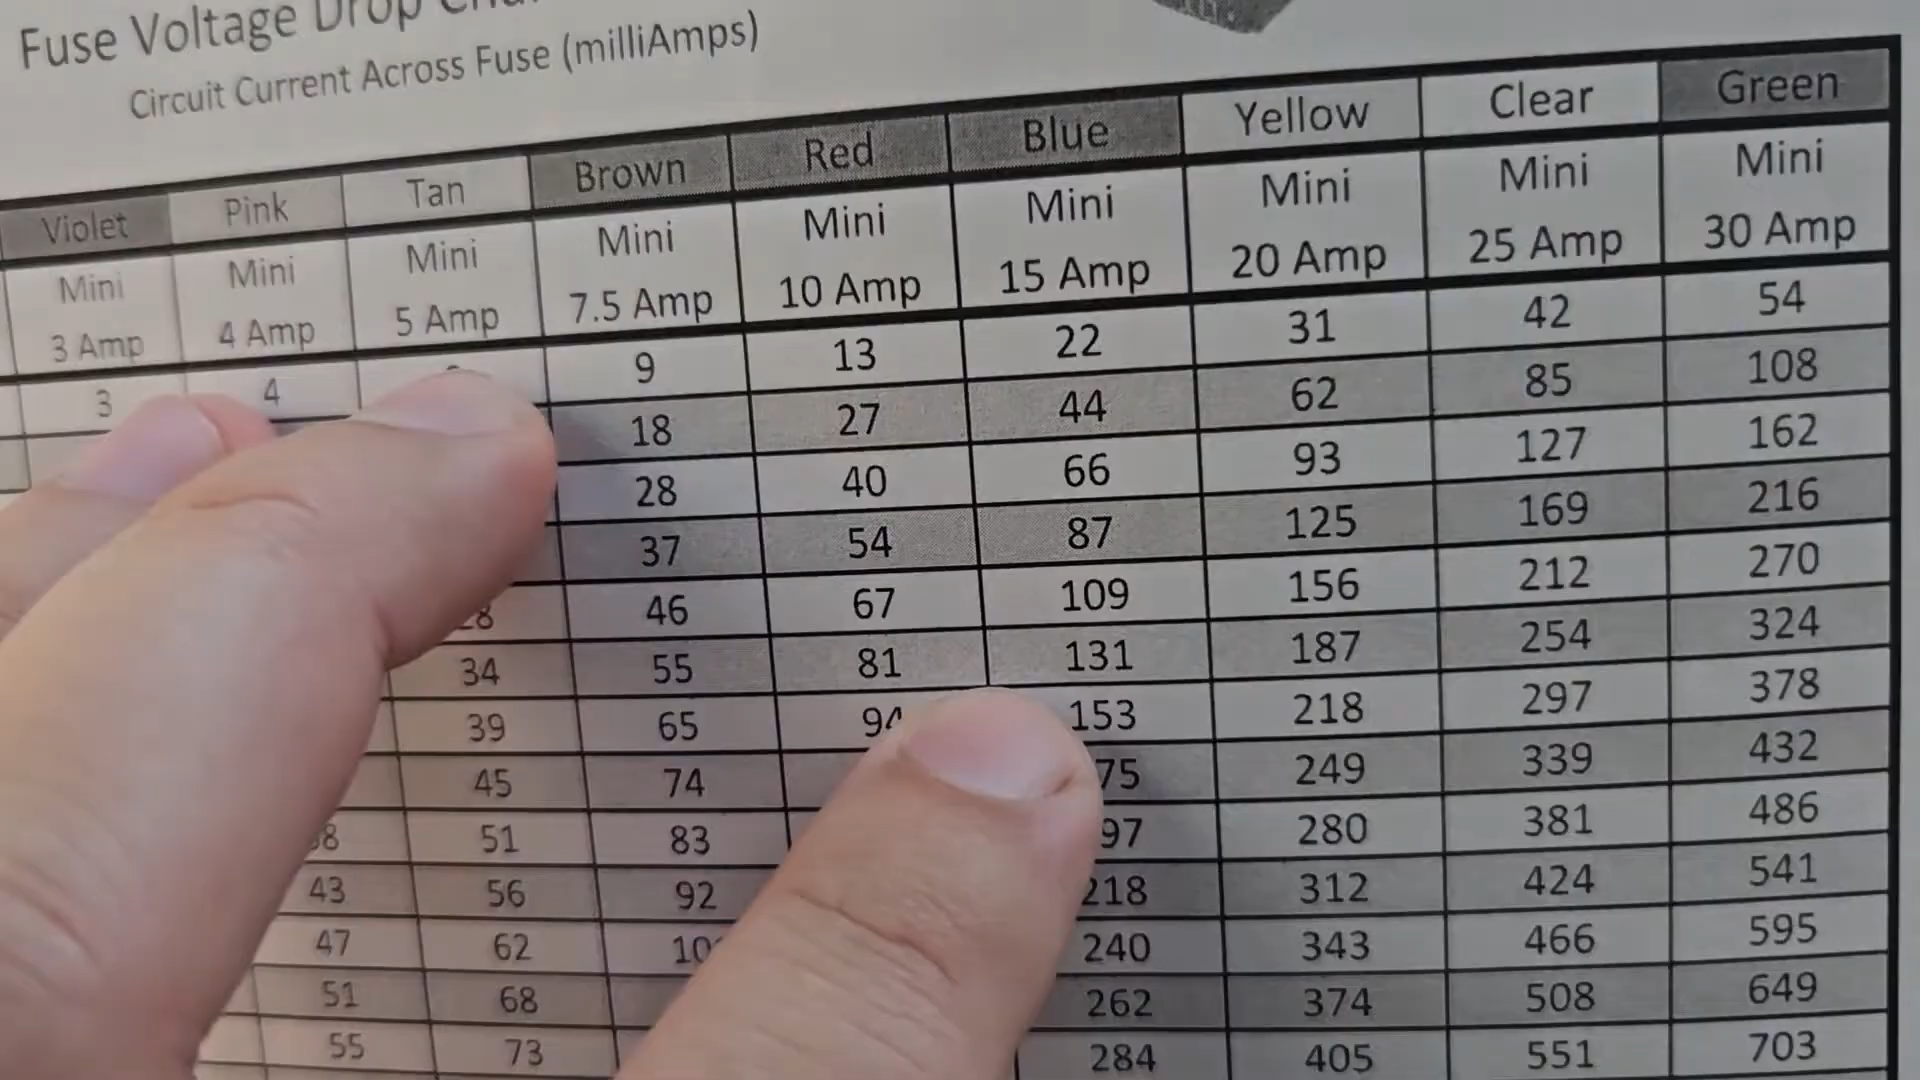 Fuse Voltage Drop
Circuit Current Across Fuse (milliAmps)
Violet Pink Tan Brown Red Blue Yellow Clear Green
Mini Mini Mini Mini Mini Mini Mini Mini Mini
3 Amp 4 Amp 5 Amp 7.5 Amp 10 Amp 15 Amp 20 Amp 25 Amp 30 Amp
3 4 9 13 22 31 42 54
18 27 44 62 85 108
28 40 66 93 127 162
37 54 87 125 169 216
46 67 109 156 212 270
34 55 81 131 187 254 324
39 65 94 153 218 297 378
45 74 249 339 432
51 83 280 381 486
43 56 92 218 312 424 541
47 62 240 343 466 595
51 68 262 374 508 649
55 73 284 405 551 703